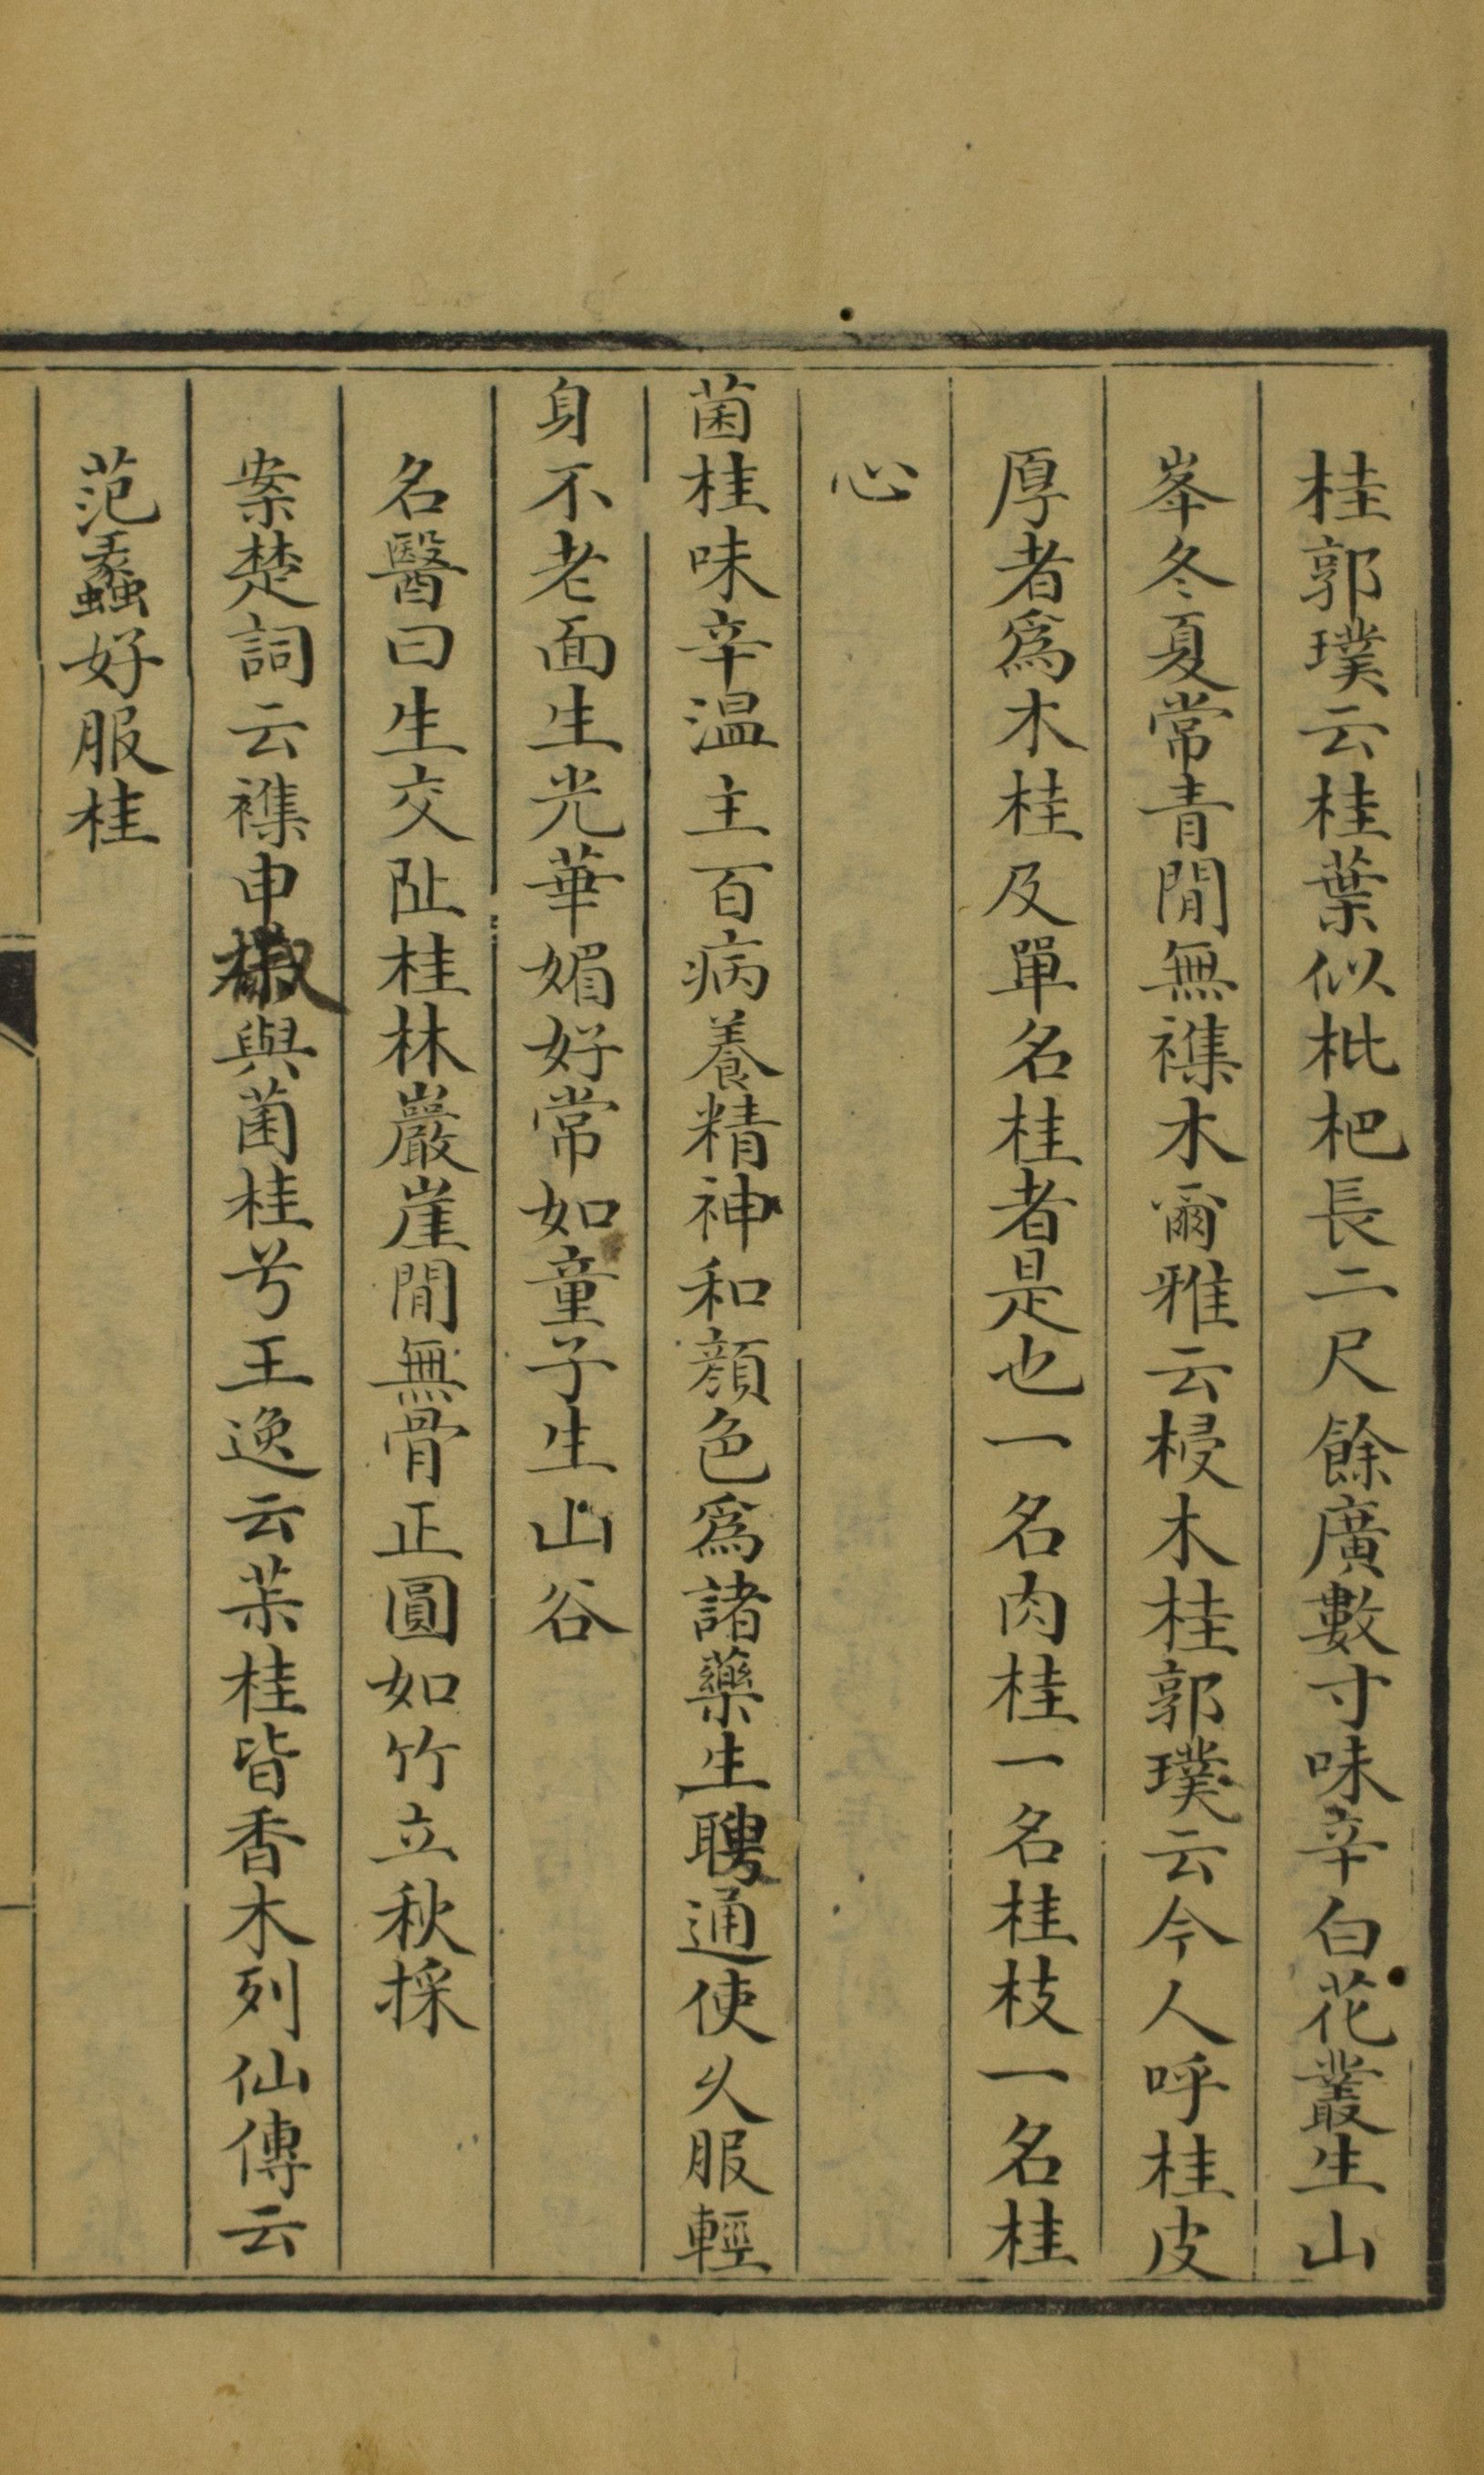 桂郭璞云桂葉似枇杷長二尺餘廣數寸味辛白花叢生山
峯冬夏常青閒無襍木爾雅云梫木桂郭璞云今人呼桂皮
厚者爲木桂及單名桂者是也一名肉桂一名桂枝一名桂
心
菌桂味辛温主百病養精神和顔色爲諸藥先聘通使久服輕
身不老面生光華媚好常如童子生山谷
名醫曰生交阯桂林巖崖閒無骨正圓如竹立秋採
案楚詞云襍申椒與菌桂兮王逸云茮桂皆香木列仙傳云
范蠡好服桂